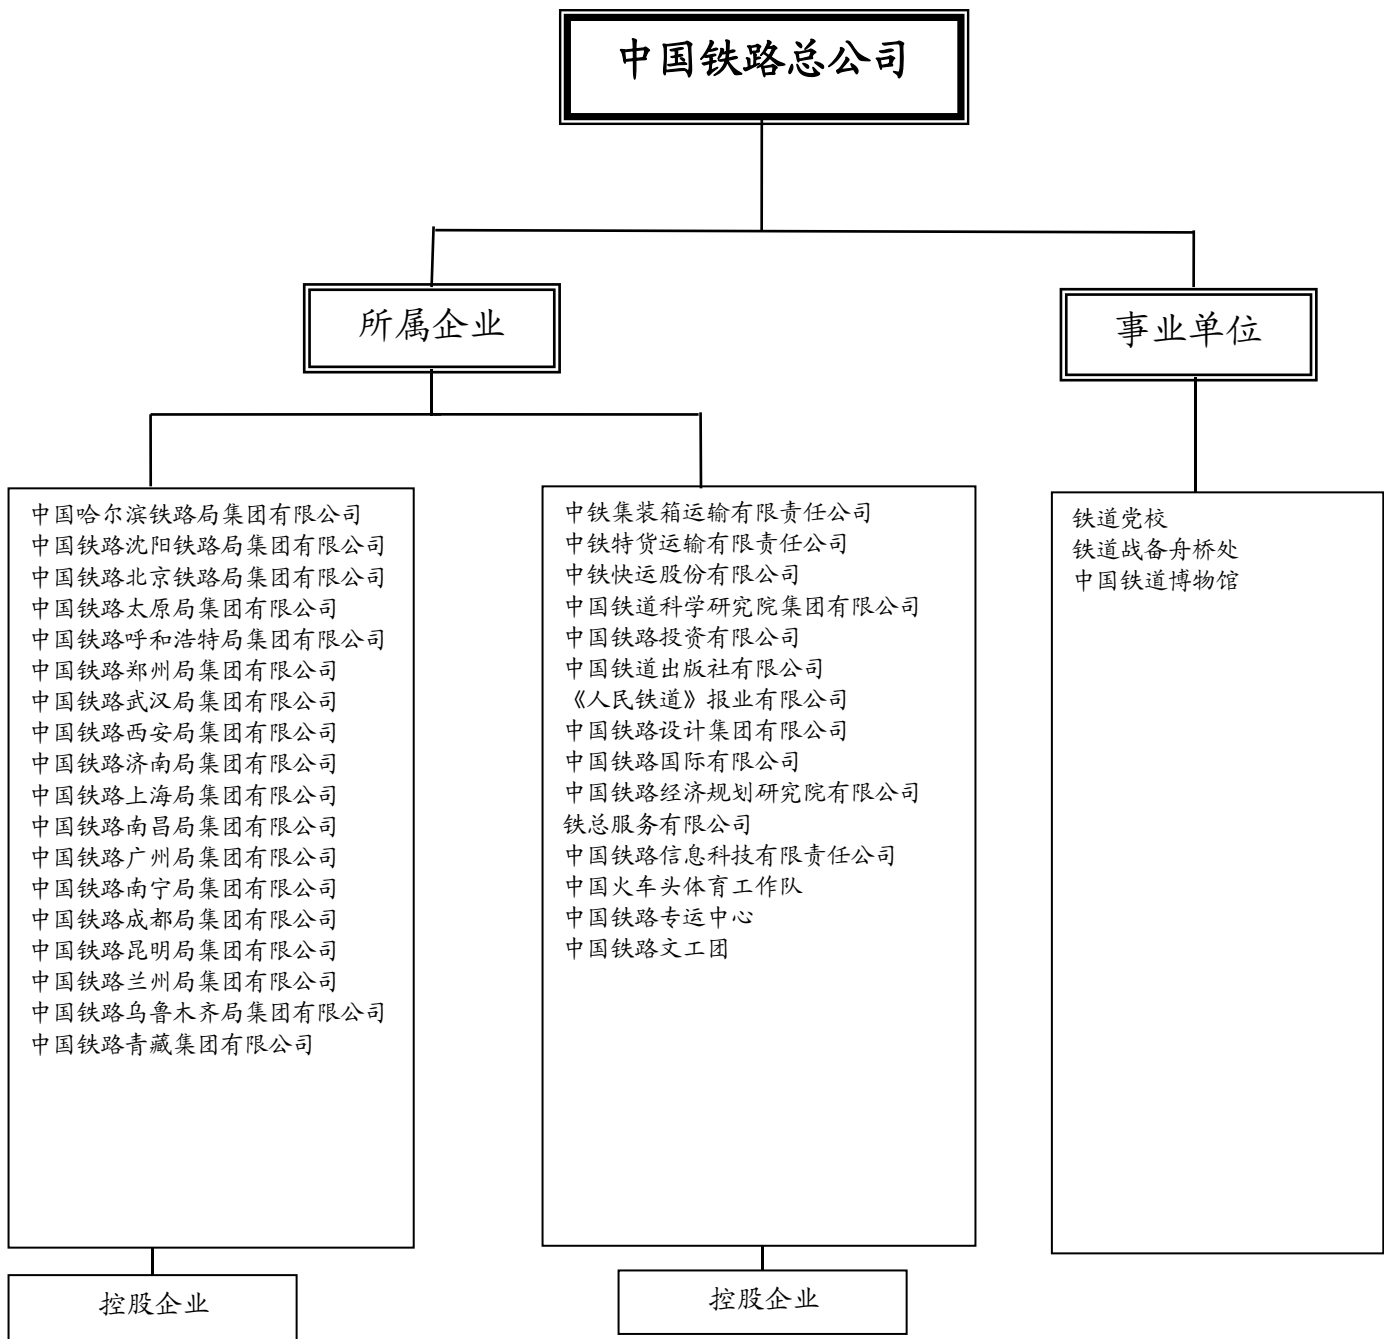 中国铁路总公司
所属企业
事业单位
中国哈尔滨铁路局集团有限公司
中国铁路沈阳铁路局集团有限公司
中国铁路北京铁路局集团有限公司
中国铁路太原局集团有限公司
中国铁路呼和浩特局集团有限公司
中国铁路郑州局集团有限公司
中国铁路武汉局集团有限公司
中国铁路西安局集团有限公司
中国铁路济南局集团有限公司
中国铁路上海局集团有限公司
中国铁路南昌局集团有限公司
中国铁路广州局集团有限公司
中国铁路南宁局集团有限公司
中国铁路成都局集团有限公司
中国铁路昆明局集团有限公司
中国铁路兰州局集团有限公司
中国铁路乌鲁木齐局集团有限公司
中国铁路青藏集团有限公司
中铁集装箱运输有限责任公司
中铁特货运输有限责任公司
中铁快运股份有限公司
中国铁道科学研究院集团有限公司
中国铁路投资有限公司
中国铁道出版社有限公司
《人民铁道》报业有限公司
中国铁路设计集团有限公司
中国铁路国际有限公司
中国铁路经济规划研究院有限公司
铁总服务有限公司
中国铁路信息科技有限责任公司
中国火车头体育工作队
中国铁路专运中心
中国铁路文工团
铁道党校
铁道战备舟桥处
中国铁道博物馆
控股企业
控股企业